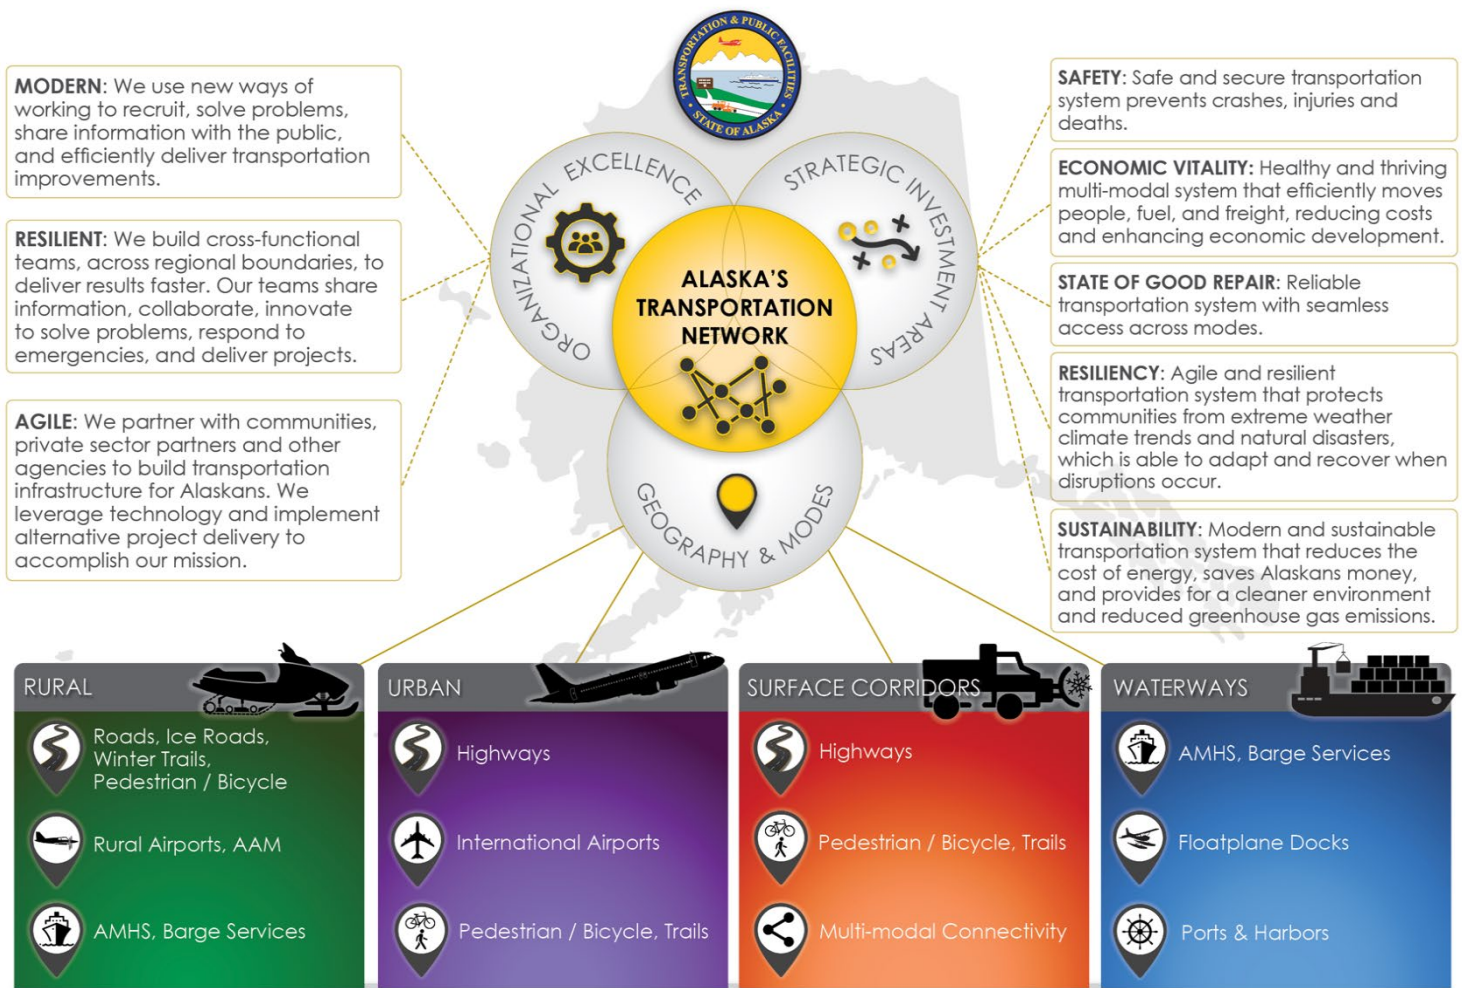 TRANSPORTATION & PUBLIC FACILITIES
STATE OF ALASKA
MODERN: We use new ways of
working to recruit, solve problems,
share information with the public,
and efficiently deliver transportation
improvements.
RESILIENT: We build cross-functional
teams, across regional boundaries, to
deliver results faster. Our teams share
information, collaborate, innovate
to solve problems, respond to
emergencies, and deliver projects.
AGILE: We partner with communities,
private sector partners and other
agencies to build transportation
infrastructure for Alaskans. We
leverage technology and implement
alternative project delivery to
accomplish our mission.
ORGANIZATIONAL EXCELLENCE
STRATEGIC INVESTMENT AREAS
ALASKA'S
TRANSPORTATION
NETWORK
GEOGRAPHY & MODES
SAFETY: Safe and secure transportation
system prevents crashes, injuries and
deaths.
ECONOMIC VITALITY: Healthy and thriving
multi-modal system that efficiently moves
people, fuel, and freight, reducing costs
and enhancing economic development.
STATE OF GOOD REPAIR: Reliable
transportation system with seamless
access across modes.
RESILIENCY: Agile and resilient
transportation system that protects
communities from extreme weather
climate trends and natural disasters,
which is able to adapt and recover when
disruptions occur.
SUSTAINABILITY: Modern and sustainable
transportation system that reduces the
cost of energy, saves Alaskans money,
and provides for a cleaner environment
and reduced greenhouse gas emissions.
RURAL
Roads, Ice Roads,
Winter Trails,
Pedestrian / Bicycle
Rural Airports, AAM
AMHS, Barge Services
URBAN
Highways
International Airports
Pedestrian / Bicycle, Trails
SURFACE CORRIDORS
Highways
Pedestrian / Bicycle, Trails
Multi-modal Connectivity
WATERWAYS
AMHS, Barge Services
Floatplane Docks
Ports & Harbors